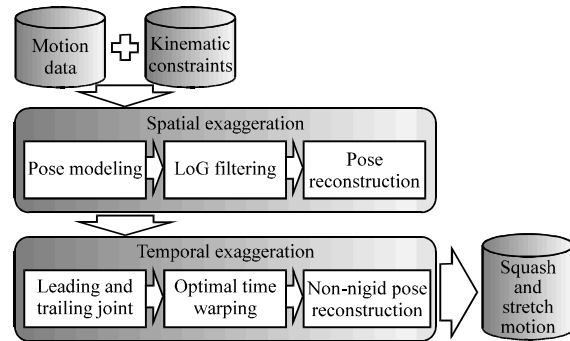 Motion
data
Kinematic
constraints
Spatial exaggeration
Pose modeling
LoG filtering
Pose
reconstruction
Temporal exaggeration
Leading and
trailing joint
Optimal time
warping
Non-nigid pose
reconstruction
Squash
and
stretch
motion